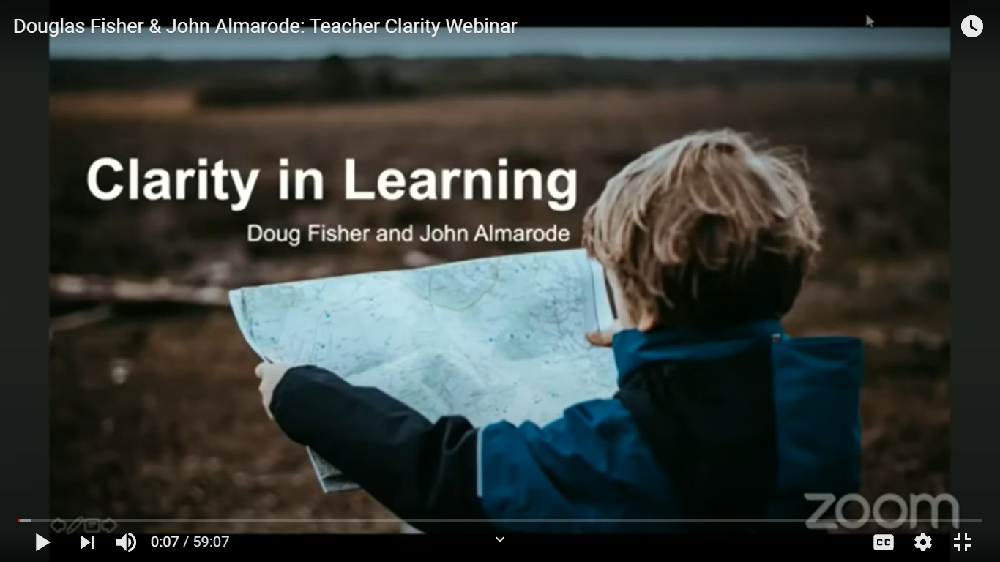 Douglas Fisher & John Almarode: Teacher Clarity Webinar
Clarity in Learning
Doug Fisher and John Almarode
zoom
0:07 / 59:07
CC